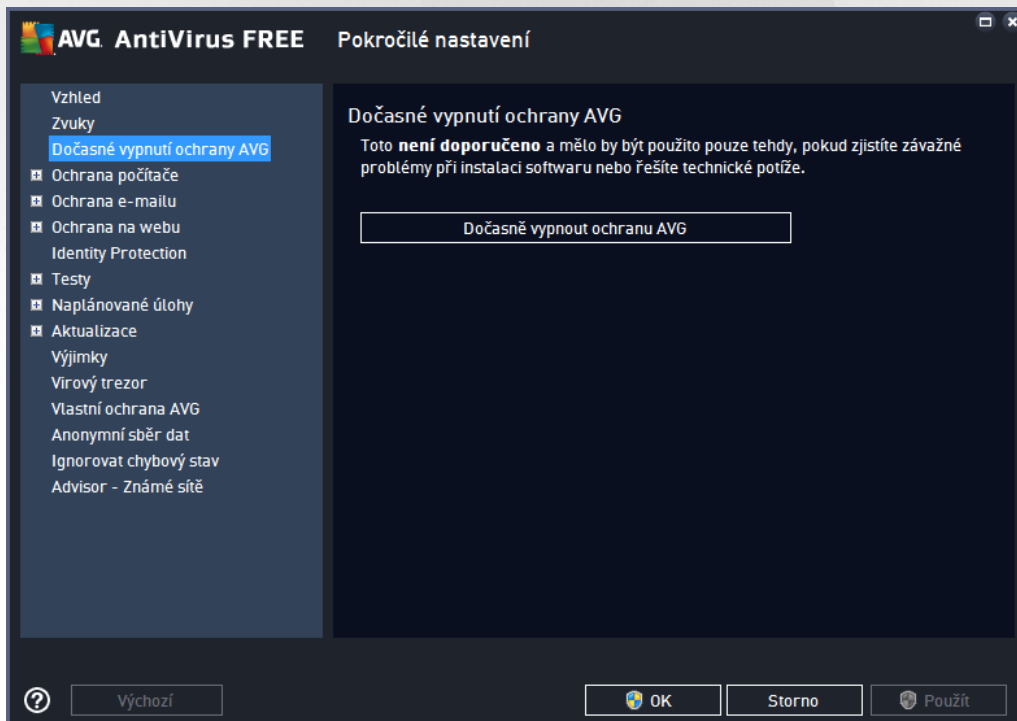 AVG. AntiVirus FREE Pokročilé nastavení
Vzhled
Zvuky
Dočasné vypnutí ochrany AVG
Ochrana počítače
Ochrana e-mailu
Ochrana na webu
Identity Protection
Testy
Naplánované úlohy
Aktualizace
Výjimky
Virový trezor
Vlastní ochrana AVG
Anonymní sběr dat
Ignorovat chybový stav
Advisor - Známé sítě
Dočasné vypnutí ochrany AVG
Toto není doporučeno a mělo by být použito pouze tehdy, pokud zjistíte závažné
problémy při instalaci softwaru nebo řešíte technické potíže.
Dočasně vypnout ochranu AVG
? Výchozí OK Storno Použít